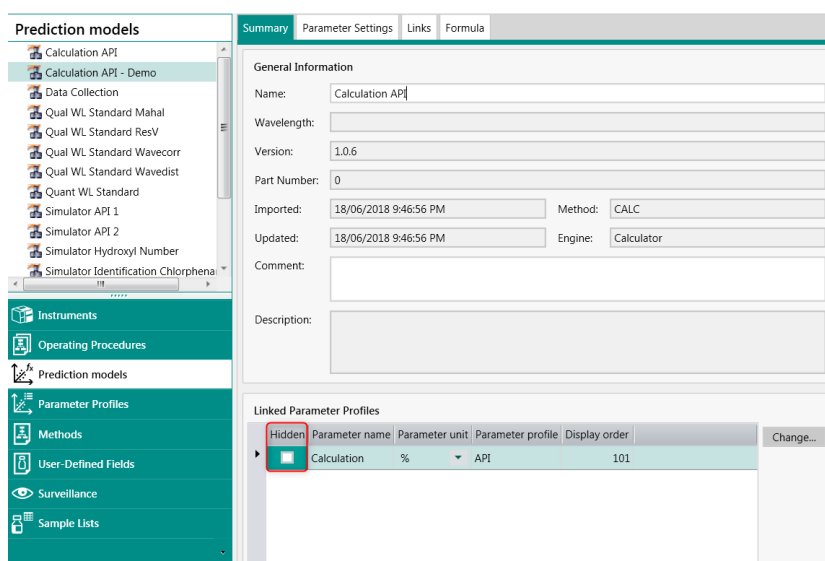 Prediction models
Calculation API
Calculation API - Demo
Data Collection
Qual WL Standard Mahal
Qual WL Standard ResV
Qual WL Standard Wavecorr
Qual WL Standard Wavedist
Quant WL Standard
Simulator API 1
Simulator API 2
Simulator Hydroxyl Number
Simulator Identification Chlorphena
Instruments
Operating Procedures
Prediction models
Parameter Profiles
Methods
User-Defined Fields
Surveillance
Sample Lists
Summary Parameter Settings Links Formula
General Information
Name: Calculation API
Wavelength:
Version: 1.0.6
Part Number: 0
Imported: 18/06/2018 9:46:56 PM Method: CALC
Updated: 18/06/2018 9:46:56 PM Engine: Calculator
Comment:
Description:
Linked Parameter Profiles
Hidden Parameter name Parameter unit Parameter profile Display order
Calculation % API 101
Change...